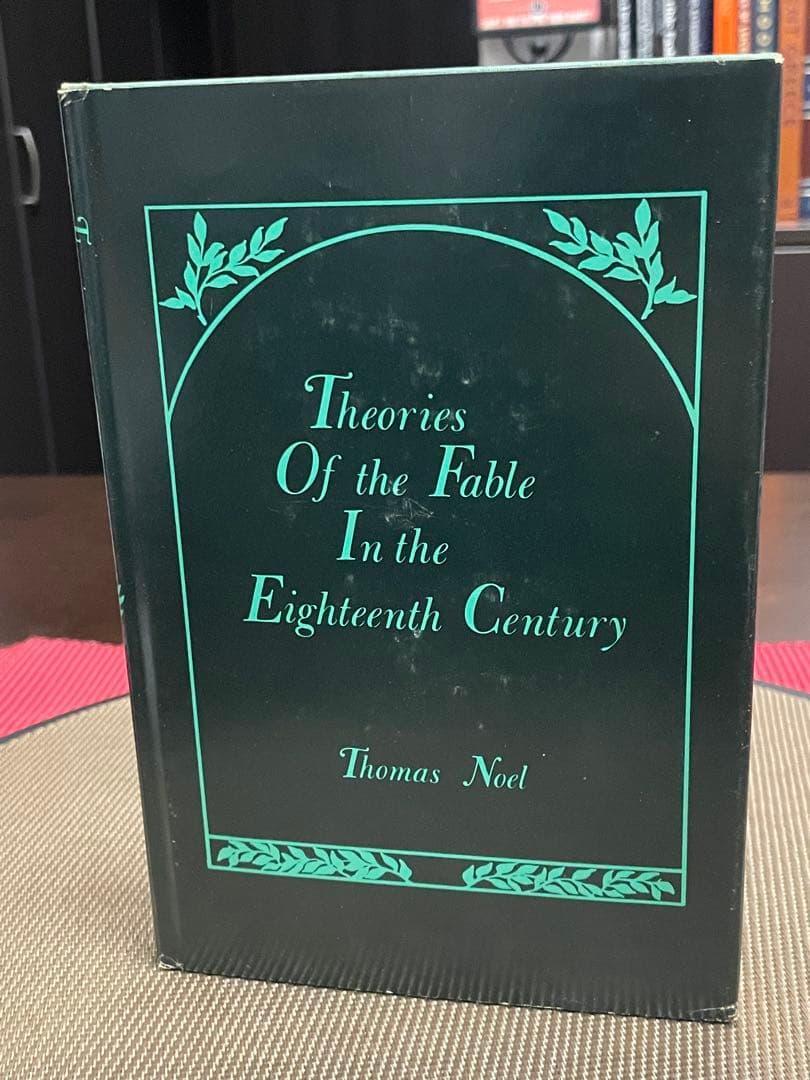 Theories
Of the Fable
In the
Eighteenth Century
Thomas Noel